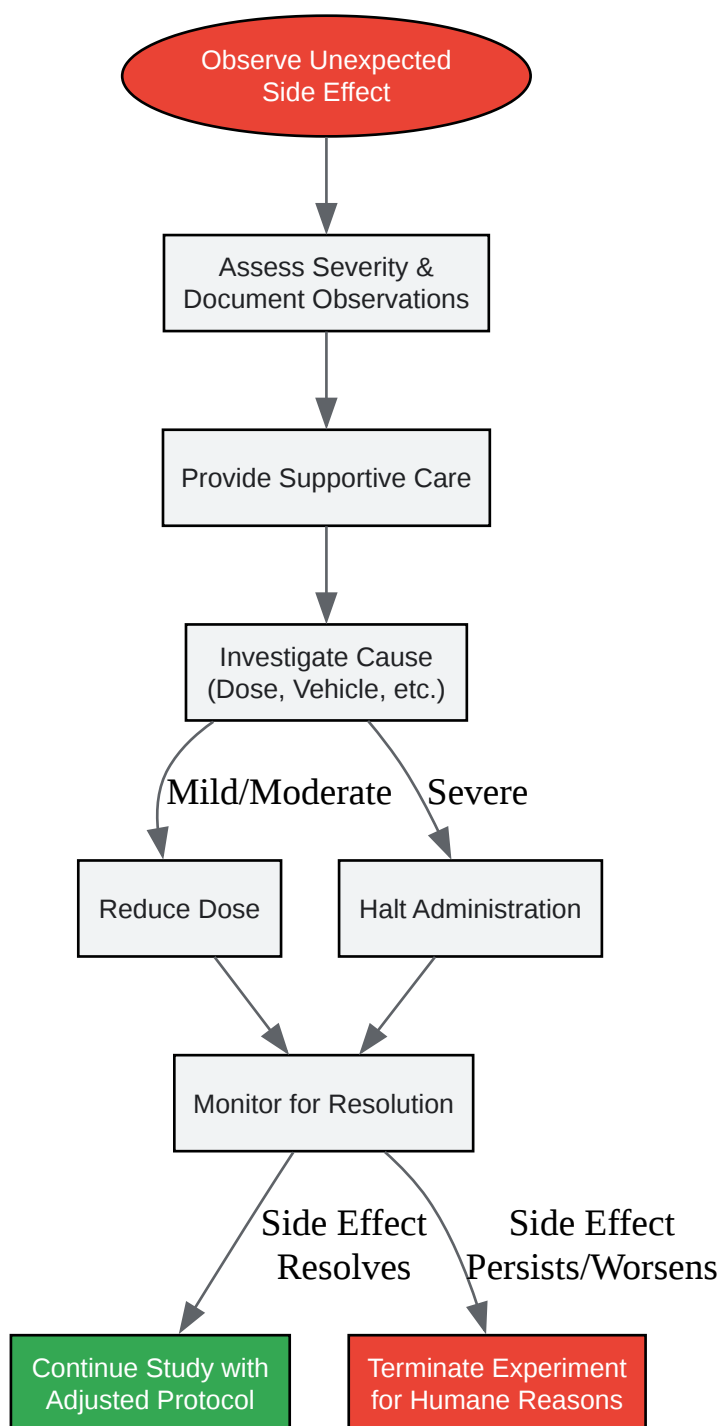 Observe Unexpected
Side Effect
Assess Severity &
Document Observations
Provide Supportive Care
Investigate Cause
(Dose, Vehicle, etc.)
Mild/Moderate
Severe
Reduce Dose
Halt Administration
Monitor for Resolution
Side Effect
Resolves
Side Effect
Persists/Worsens
Continue Study with
Adjusted Protocol
Terminate Experiment
for Humane Reasons